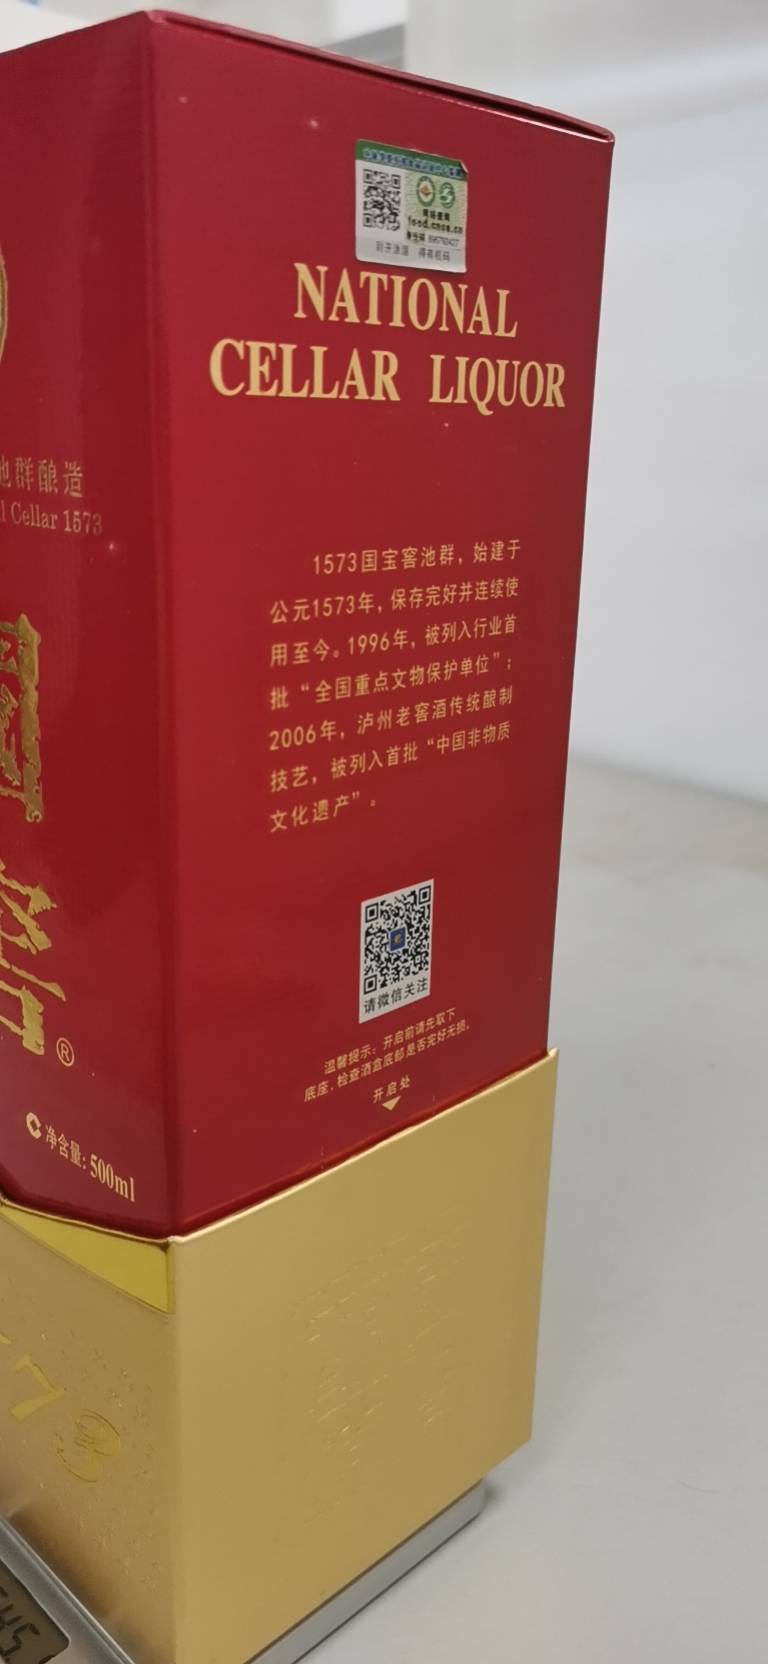 NATIONAL
CELLAR LIQUOR
food.cnca.cn
池群酿造
Cellar 1573
1573国宝窖池群，始建于
公元1573年，保存完好并连续使
用至今。1996年，被列入行业首
批“全国重点文物保护单位”；
2006年，泸州老窖酒传统酿制
技艺，被列入首批“中国非物质
文化遗产”。
國
窖
®
请微信关注
温馨提示：开启前请先取下
底座，检查酒盒底部是否完好无损。
开启处
净含量：500ml
573